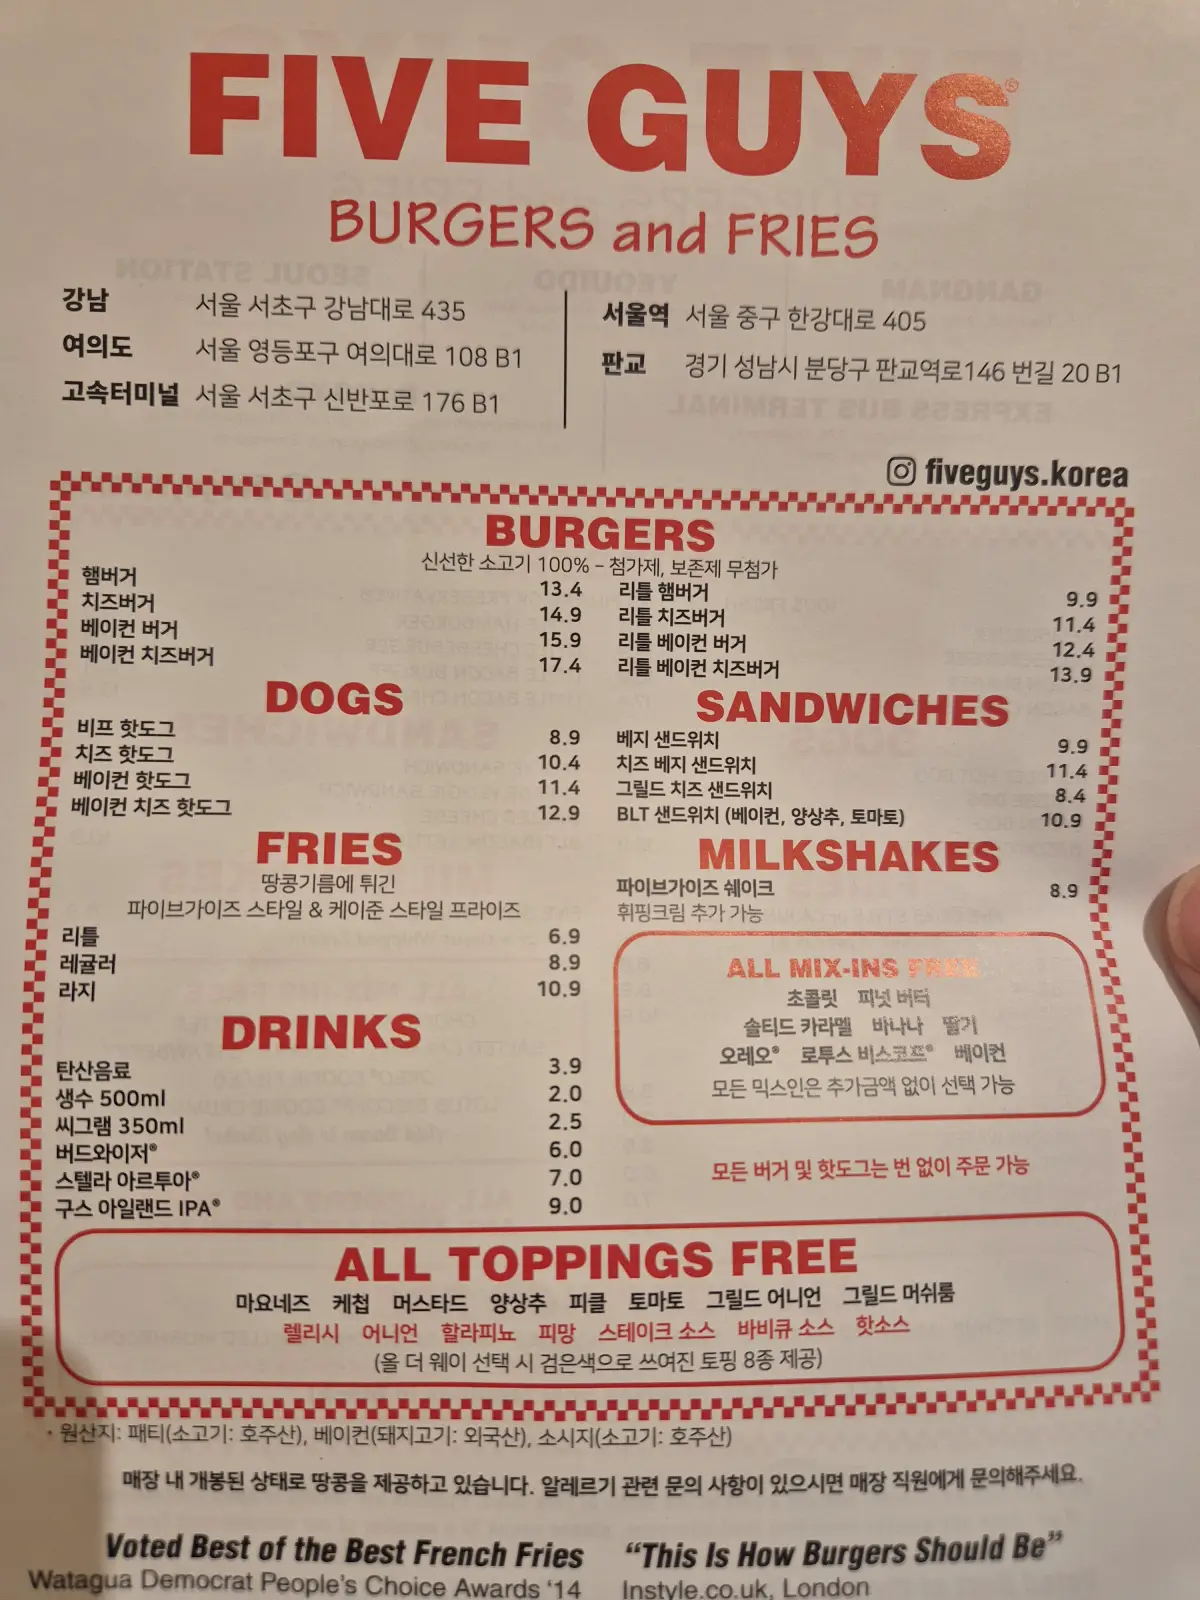 FIVE GUYS®
BURGERS and FRIES
강남 서울 서초구 강남대로 435
여의도 서울 영등포구 여의대로 108 B1
고속터미널 서울 서초구 신반포로 176 B1
서울역 서울 중구 한강대로 405
판교 경기 성남시 분당구 판교역로146 번길 20 B1
fiveguys.korea
BURGERS
신선한 소고기 100% – 첨가제, 보존제 무첨가
햄버거 13.4
치즈버거 14.9
베이컨 버거 15.9
베이컨 치즈버거 17.4
리틀 햄버거 9.9
리틀 치즈버거 11.4
리틀 베이컨 버거 12.4
리틀 베이컨 치즈버거 13.9
DOGS
비프 핫도그 8.9
치즈 핫도그 10.4
베이컨 핫도그 11.4
베이컨 치즈 핫도그 12.9
SANDWICHES
베지 샌드위치 9.9
치즈 베지 샌드위치 11.4
그릴드 치즈 샌드위치 8.4
BLT 샌드위치 (베이컨, 양상추, 토마토) 10.9
FRIES
땅콩기름에 튀긴
파이브가이즈 스타일 & 케이준 스타일 프라이즈
리틀 6.9
레귤러 8.9
라지 10.9
MILKSHAKES
파이브가이즈 쉐이크 8.9
휘핑크림 추가 가능
ALL MIX-INS FREE
초콜릿 피넛 버터
솔티드 카라멜 바나나 딸기
오레오® 로투스 비스코프® 베이컨
모든 믹스인은 추가금액 없이 선택 가능
DRINKS
탄산음료 3.9
생수 500ml 2.0
씨그램 350ml 2.5
버드와이저® 6.0
스텔라 아르투아® 7.0
구스 아일랜드 IPA® 9.0
모든 버거 및 핫도그는 번 없이 주문 가능
ALL TOPPINGS FREE
마요네즈 케첩 머스타드 양상추 피클 토마토 그릴드 어니언 그릴드 머쉬룸
렐리시 어니언 할라피뇨 피망 스테이크 소스 바비큐 소스 핫소스
(올 더 웨이 선택 시 검은색으로 쓰여진 토핑 8종 제공)
· 원산지: 패티(소고기: 호주산), 베이컨(돼지고기: 외국산), 소시지(소고기: 호주산)
매장 내 개봉된 상태로 땅콩을 제공하고 있습니다. 알레르기 관련 문의 사항이 있으시면 매장 직원에게 문의해주세요.
Voted Best of the Best French Fries
Watagua Democrat People's Choice Awards '14
“This Is How Burgers Should Be”
Instyle.co.uk, London